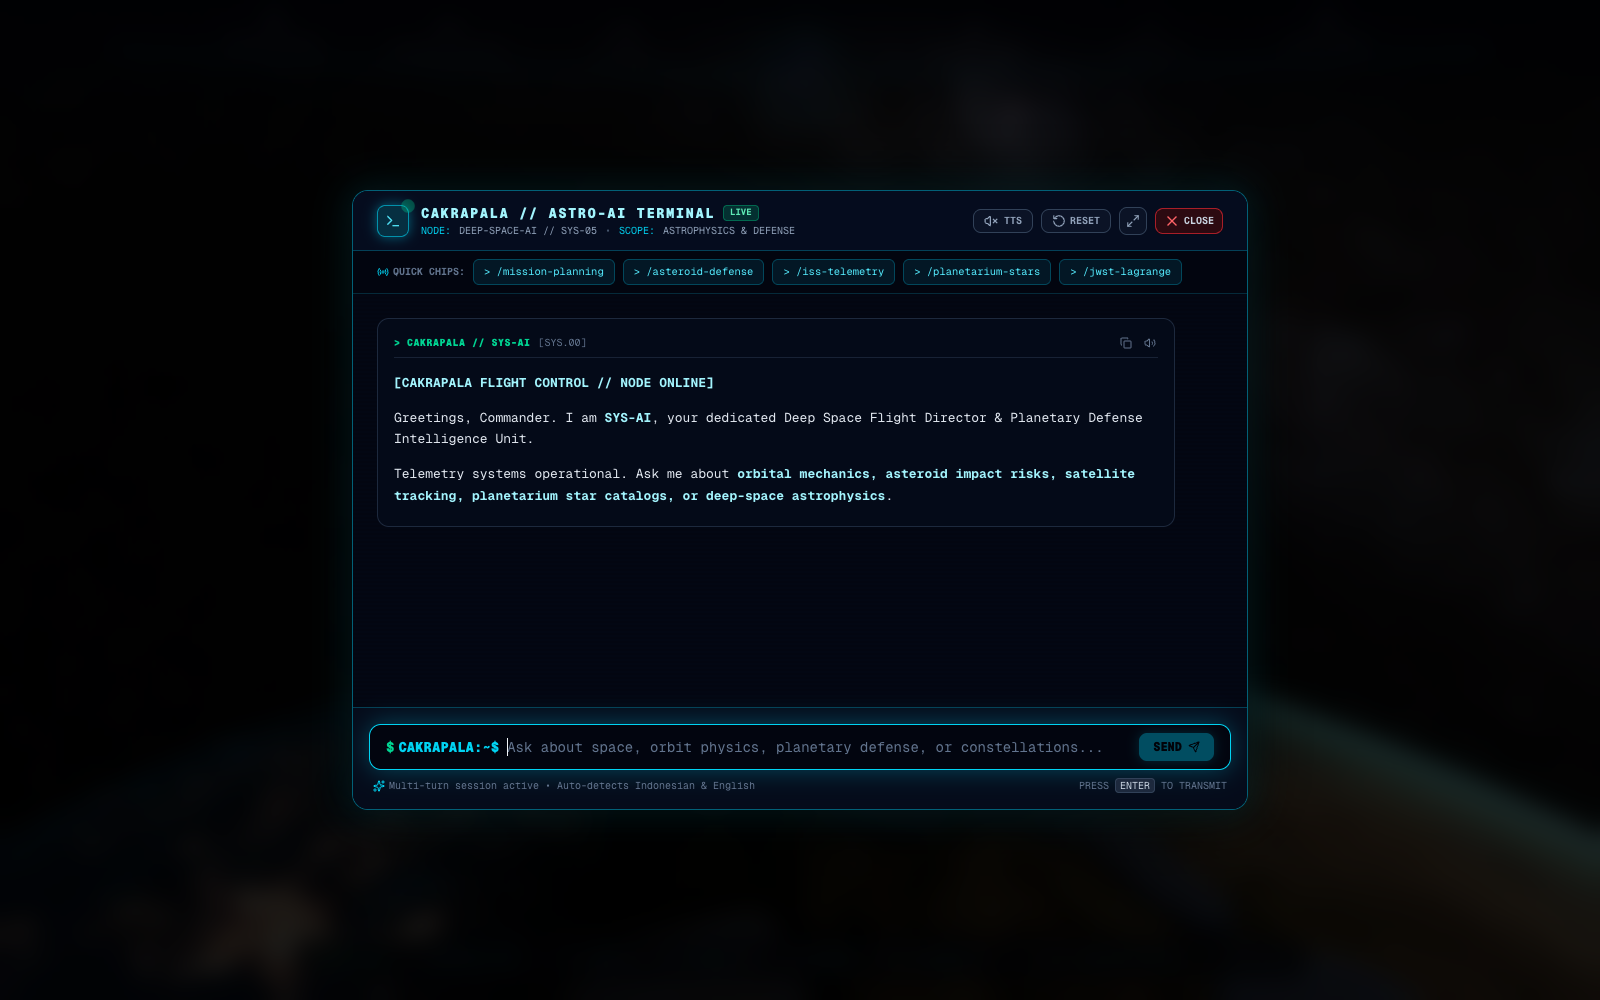 CAKRAPALA // ASTRO-AI TERMINAL LIVE
NODE: DEEP-SPACE-AI // SYS-05 · SCOPE: ASTROPHYSICS & DEFENSE
TTS
RESET
CLOSE
QUICK CHIPS: > /mission-planning > /asteroid-defense > /iss-telemetry > /planetarium-stars > /jwst-lagrange
> CAKRAPALA // SYS-AI [SYS.00]
[CAKRAPALA FLIGHT CONTROL // NODE ONLINE]
Greetings, Commander. I am SYS-AI, your dedicated Deep Space Flight Director & Planetary Defense
Intelligence Unit.
Telemetry systems operational. Ask me about orbital mechanics, asteroid impact risks, satellite
tracking, planetarium star catalogs, or deep-space astrophysics.
$ CAKRAPALA:~$ Ask about space, orbit physics, planetary defense, or constellations...
SEND
Multi-turn session active • Auto-detects Indonesian & English
PRESS ENTER TO TRANSMIT